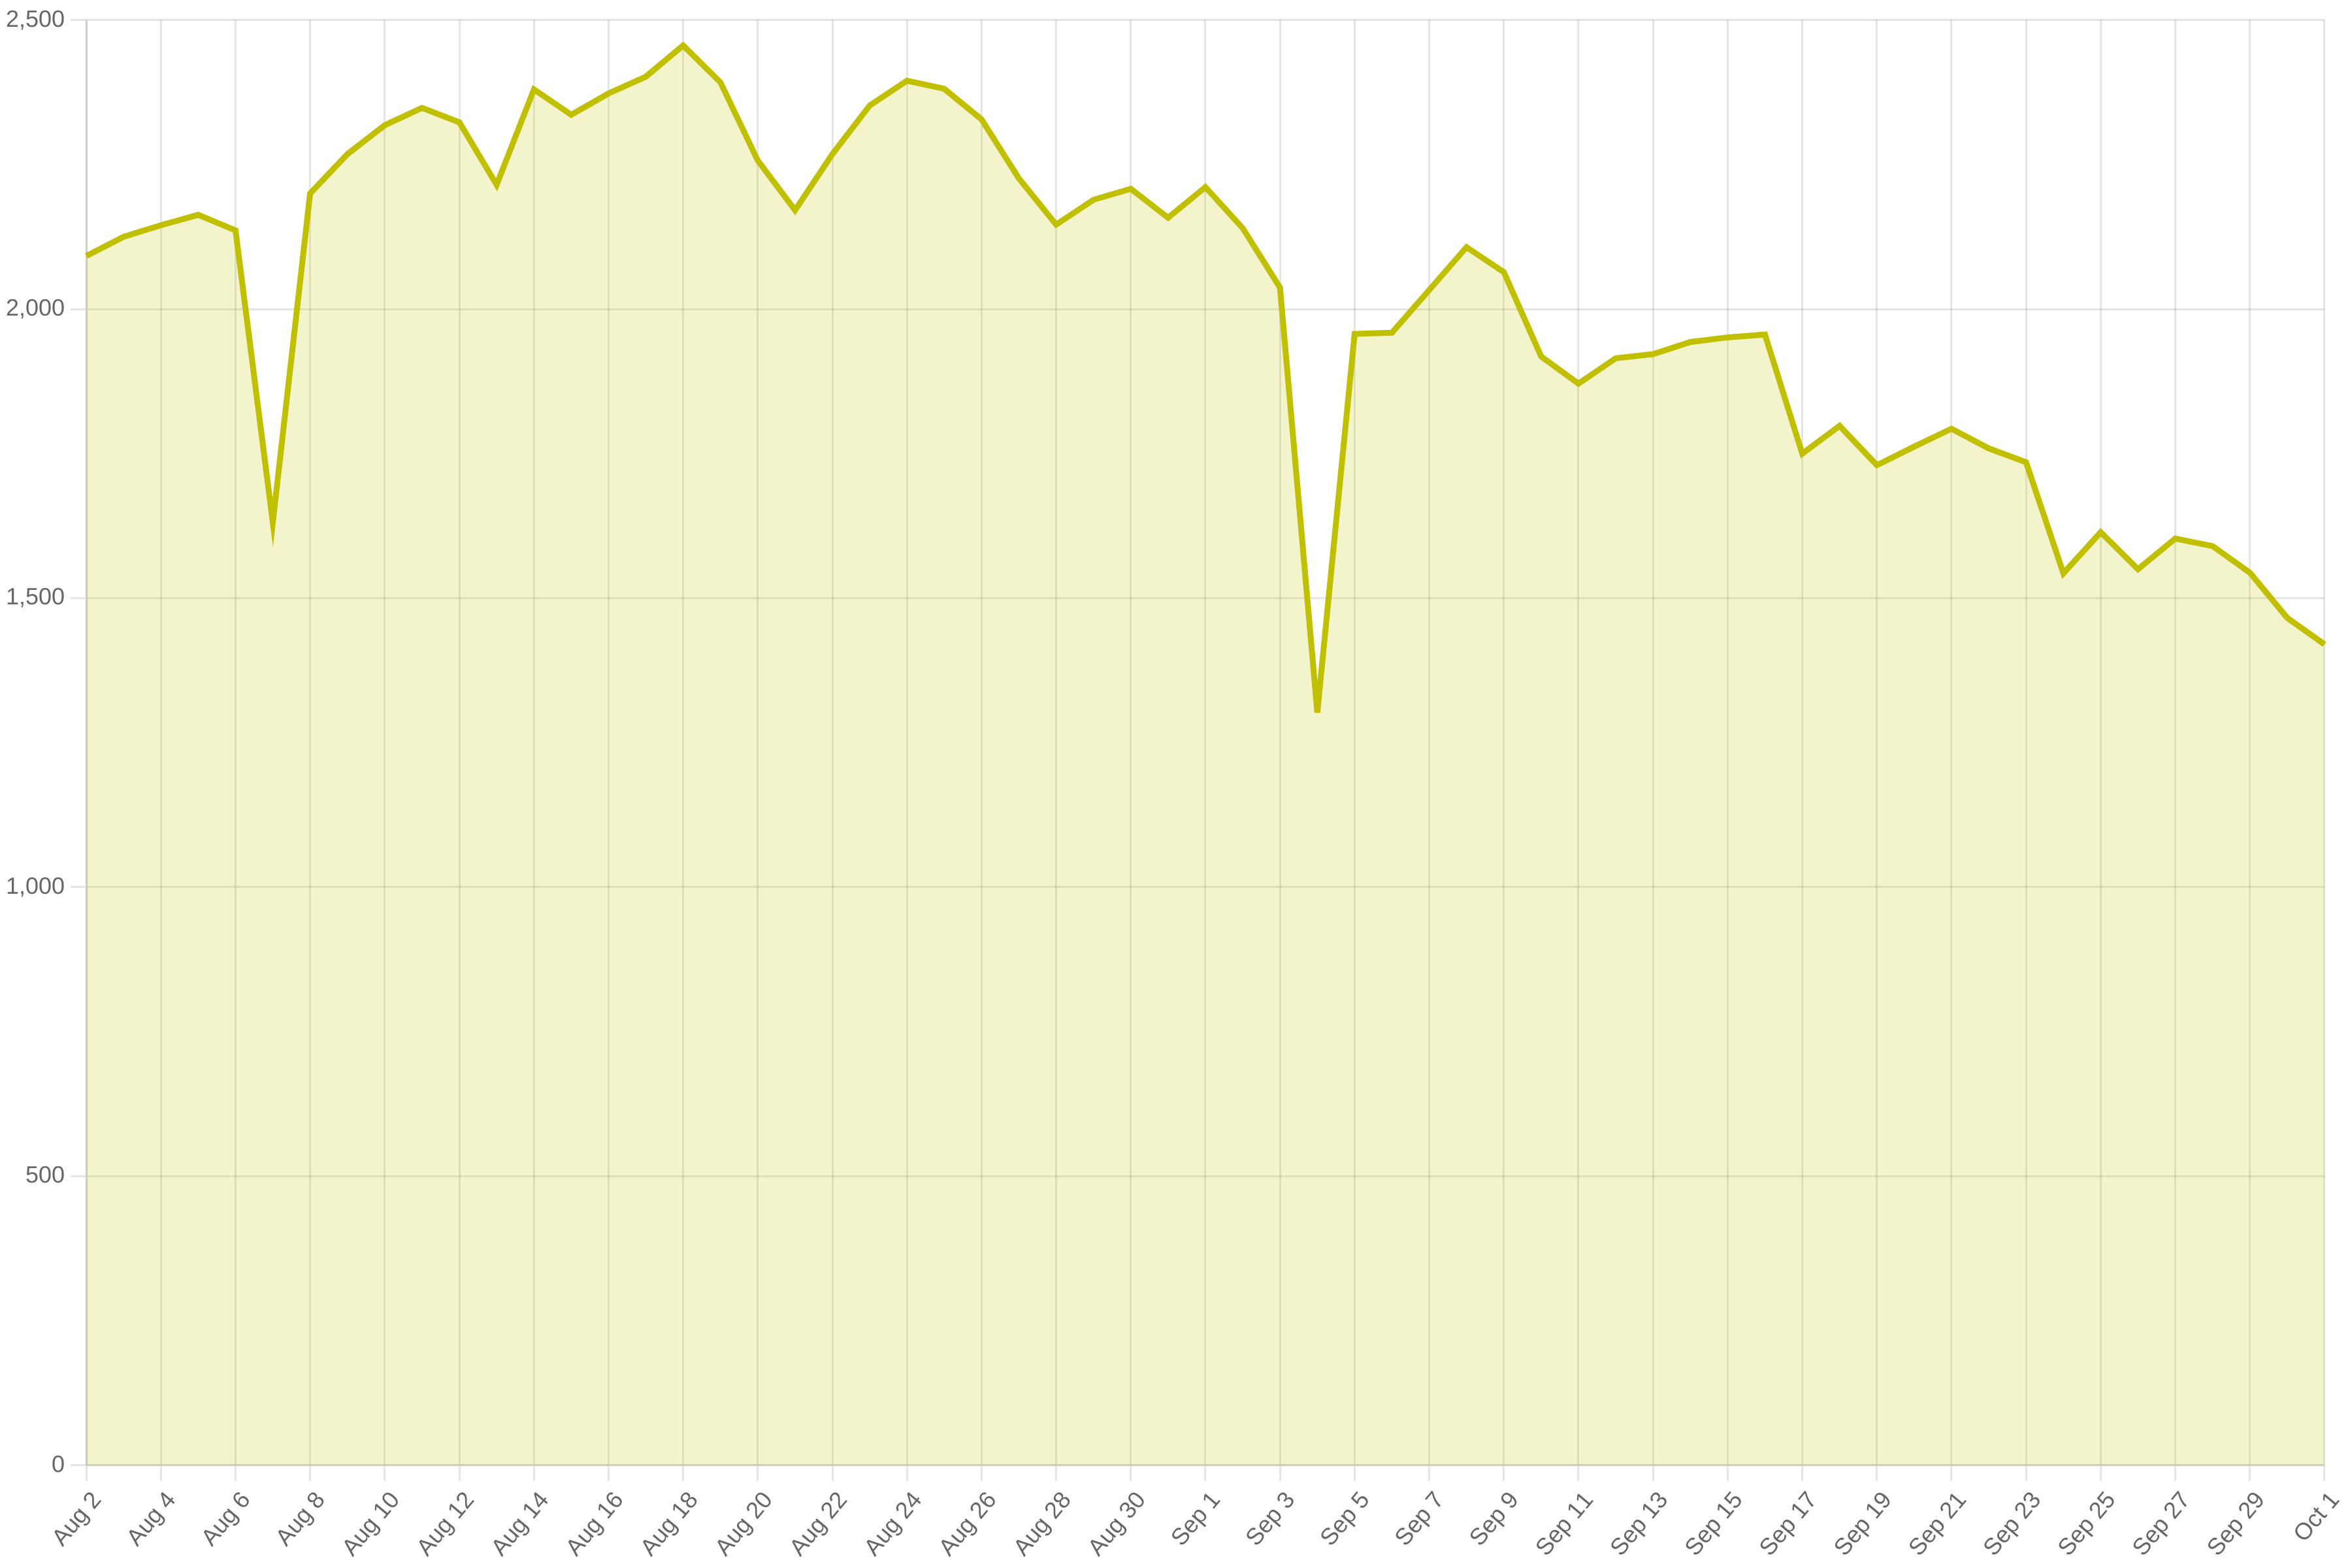 2,500
2,000
1,500
1,000
500
0
Aug 2
Aug 4
Aug 6
Aug 8
Aug 10
Aug 12
Aug 14
Aug 16
Aug 18
Aug 20
Aug 22
Aug 24
Aug 26
Aug 28
Aug 30
Sep 1
Sep 3
Sep 5
Sep 7
Sep 9
Sep 11
Sep 13
Sep 15
Sep 17
Sep 19
Sep 21
Sep 23
Sep 25
Sep 27
Sep 29
Oct 1